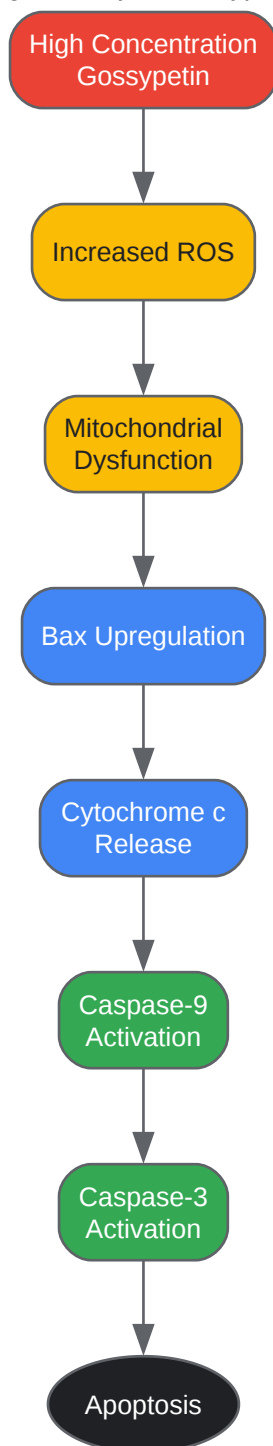 High Concentration
Gossypetin
Increased ROS
Mitochondrial
Dysfunction
Bax Upregulation
Cytochrome c
Release
Caspase-9
Activation
Caspase-3
Activation
Apoptosis